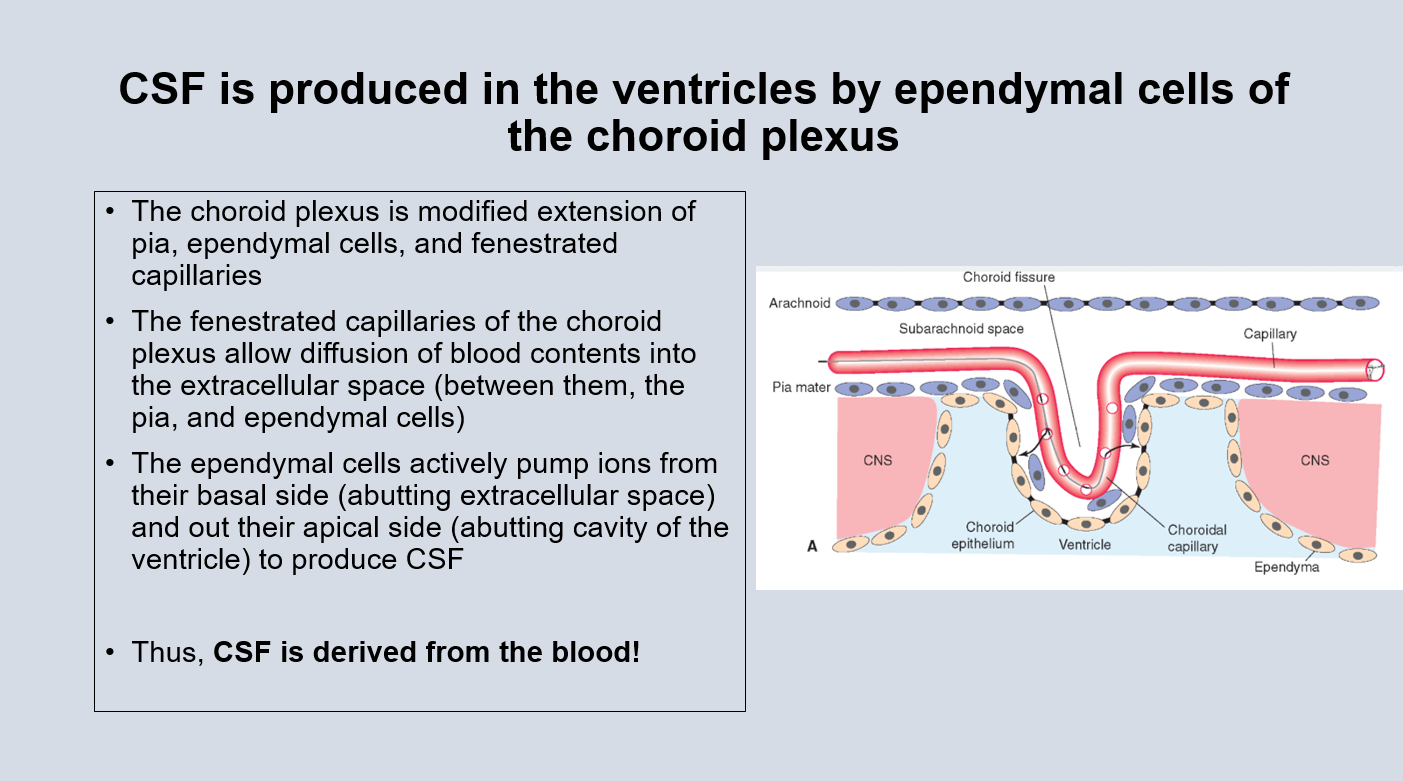 CSF is produced in the ventricles by ependymal cells of
the choroid plexus
• The choroid plexus is modified extension of
pia, ependymal cells, and fenestrated
capillaries
• The fenestrated capillaries of the choroid
plexus allow diffusion of blood contents into
the extracellular space (between them, the
pia, and ependymal cells)
• The ependymal cells actively pump ions from
their basal side (abutting extracellular space)
and out their apical side (abutting cavity of the
ventricle) to produce CSF
• Thus, CSF is derived from the blood!
Choroid fissure
Arachnoid
Subarachnoid space
Capillary
Pia mater
CNS
CNS
Choroid
epithelium
Ventricle
Choroidal
capillary
A
Ependyma